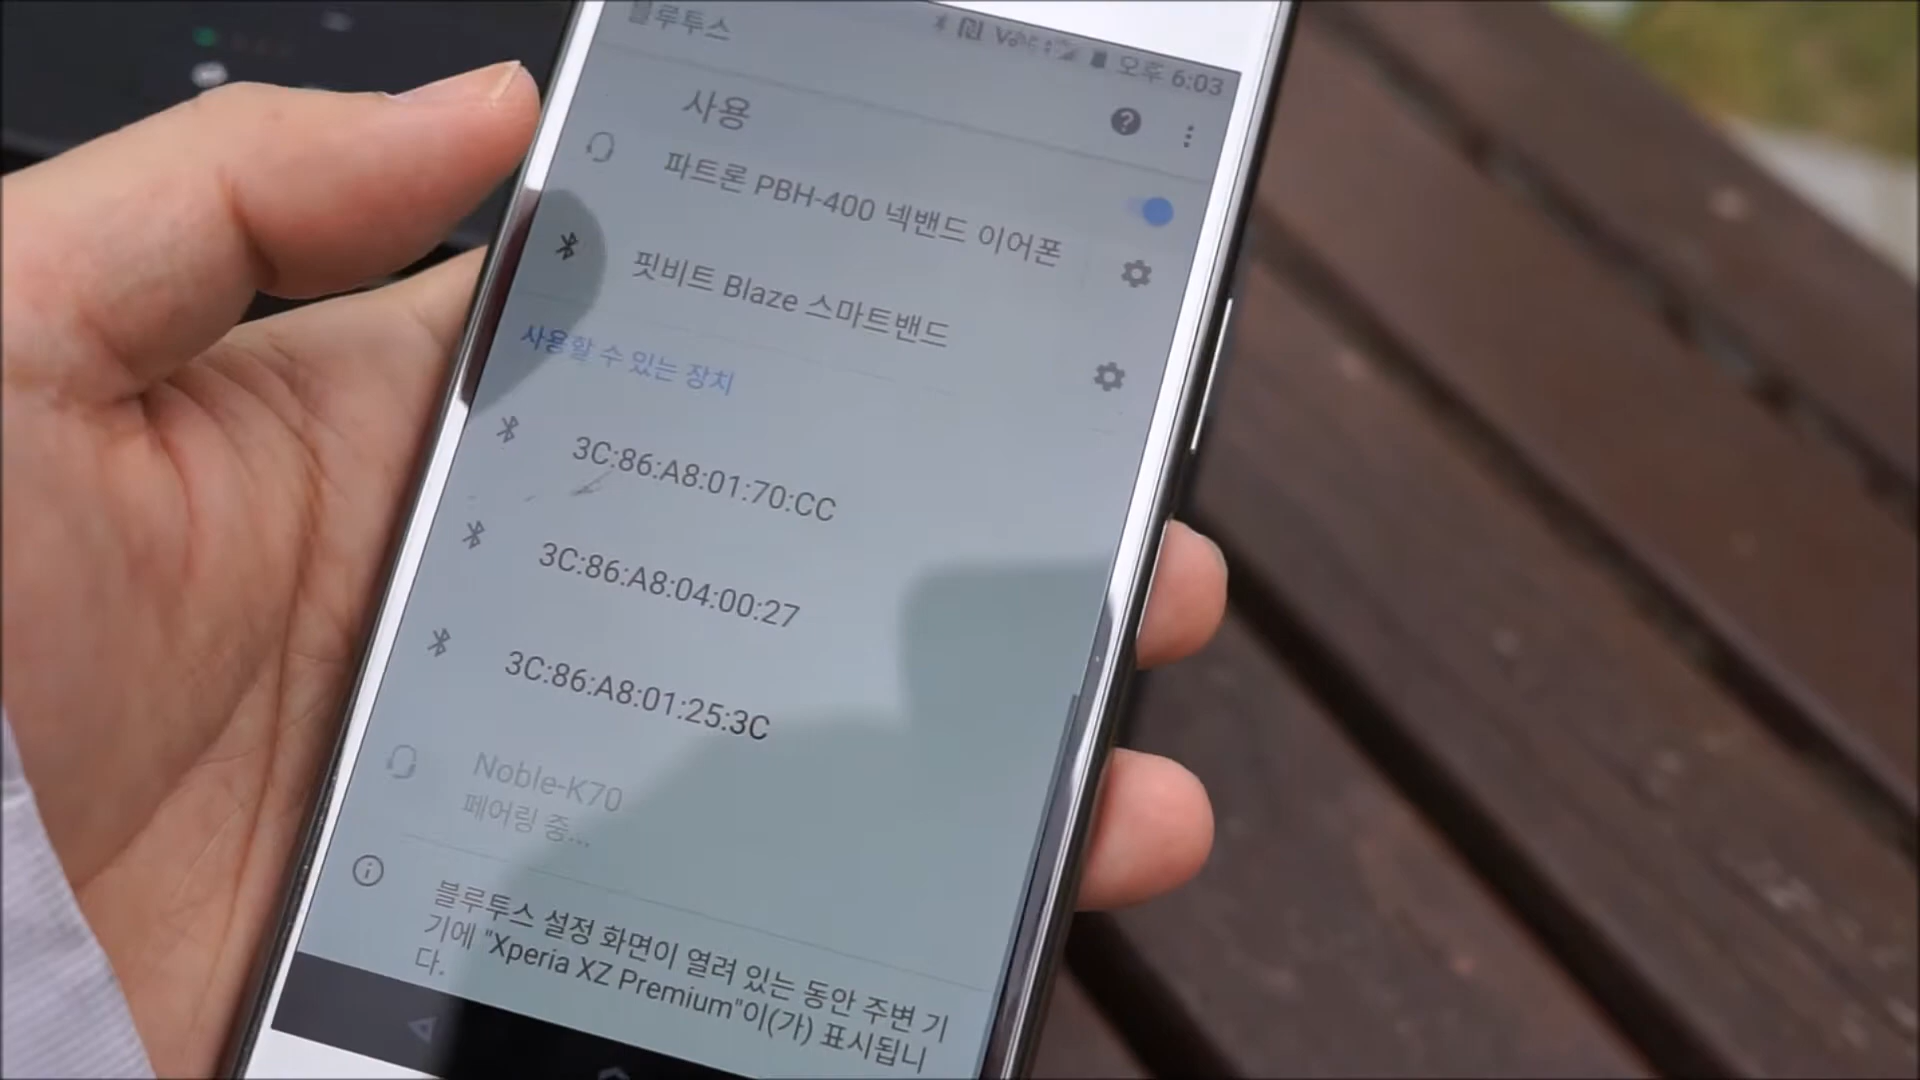 블루투스
오후 6:03
사용
파트론 PBH-400 넥밴드 이어폰
핏비트 Blaze 스마트밴드
사용할 수 있는 장치
3C:86:A8:01:70:CC
3C:86:A8:04:00:27
3C:86:A8:01:25:3C
Noble-K70
페어링 중...
블루투스 설정 화면이 열려 있는 동안 주변 기
기에 "Xperia XZ Premium"이(가) 표시됩니
다.